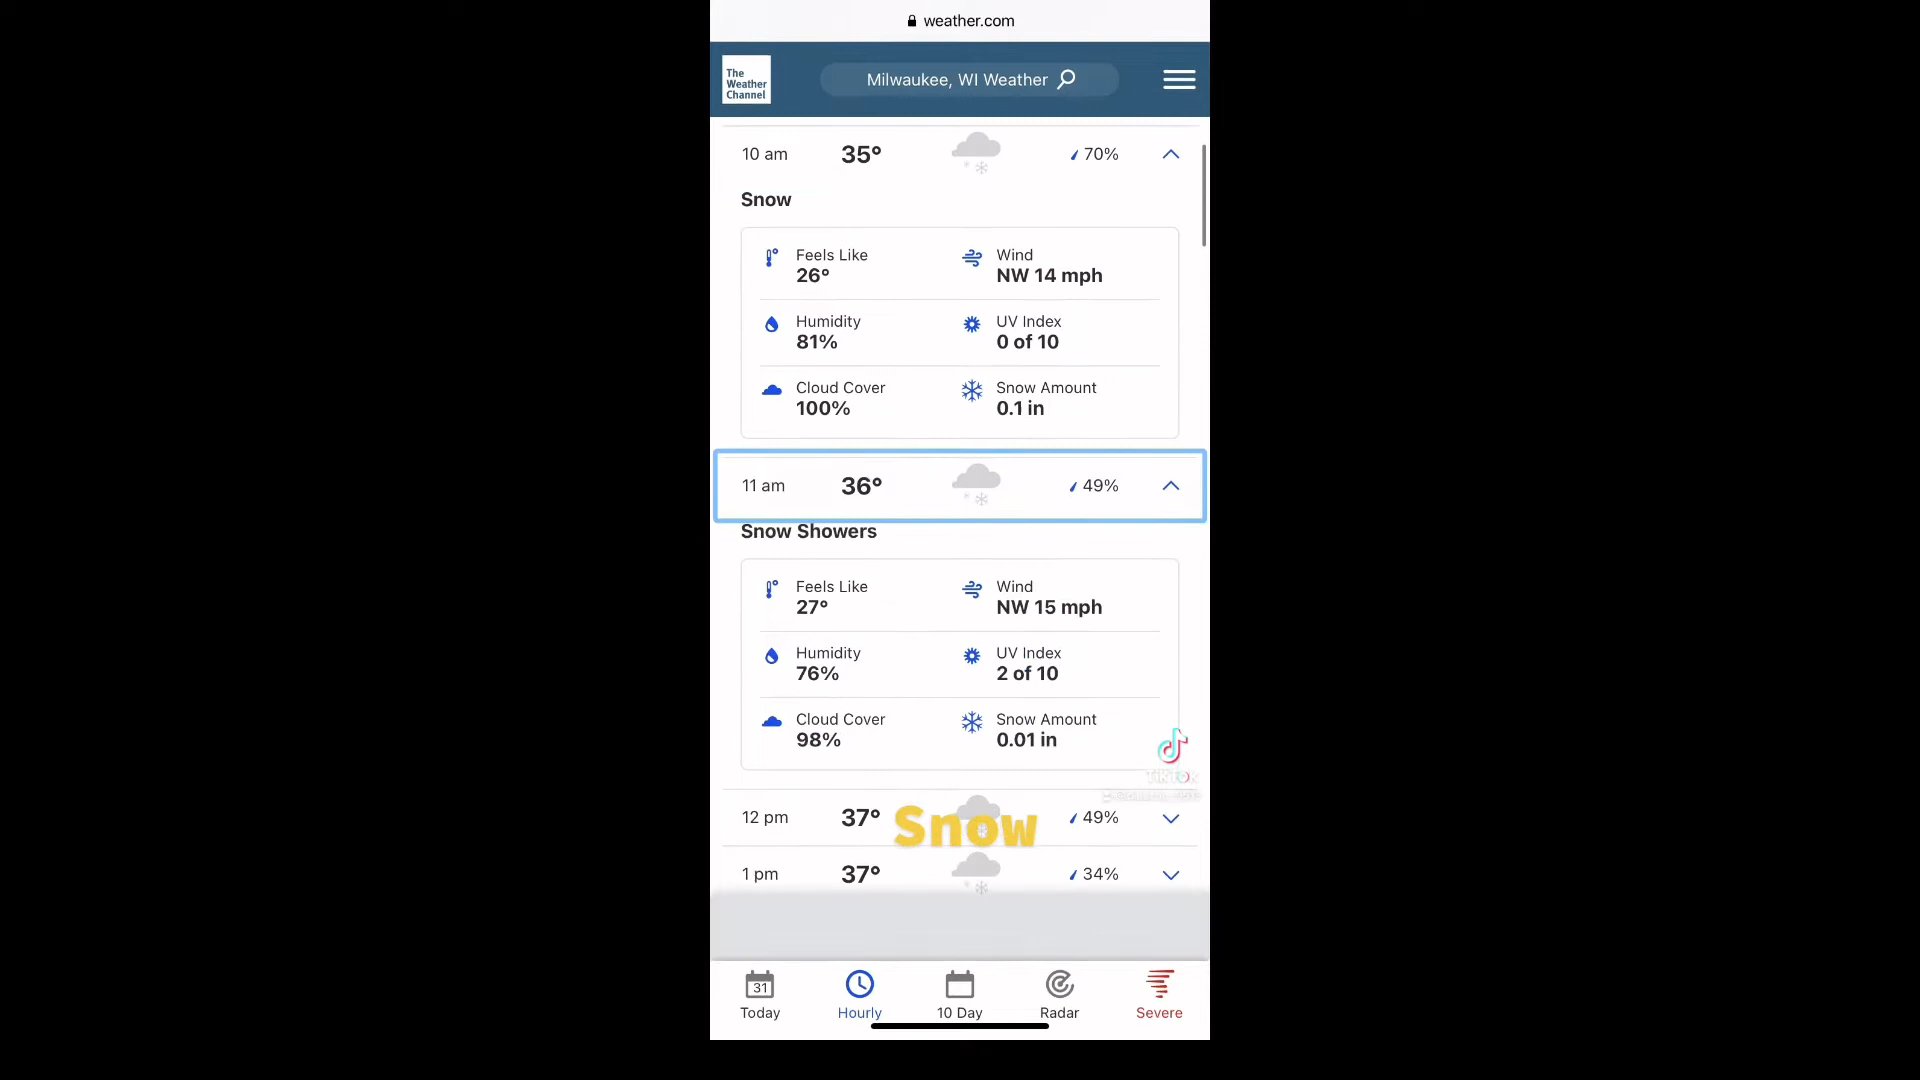 weather.com
The
Weather
Channel
Milwaukee, WI Weather
10 am 35° 70%
Snow
Feels Like Wind
26° NW 14 mph
Humidity UV Index
81% 0 of 10
Cloud Cover Snow Amount
100% 0.1 in
11 am 36° 49%
Snow Showers
Feels Like Wind
27° NW 15 mph
Humidity UV Index
76% 2 of 10
Cloud Cover Snow Amount
98% 0.01 in
TikTok
12 pm 37° Snow 49%
1 pm 37° 34%
31
Today Hourly 10 Day Radar Severe